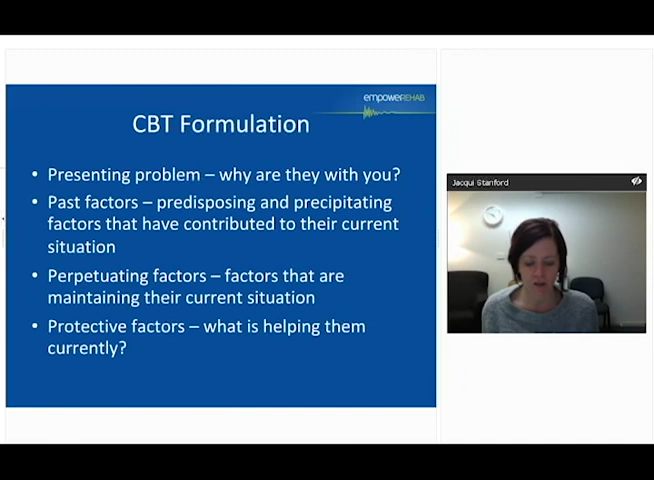 empowerREHAB
CBT Formulation
• Presenting problem – why are they with you?
• Past factors – predisposing and precipitating
factors that have contributed to their current
situation
• Perpetuating factors – factors that are
maintaining their current situation
• Protective factors – what is helping them
currently?
Jacqui Stanford